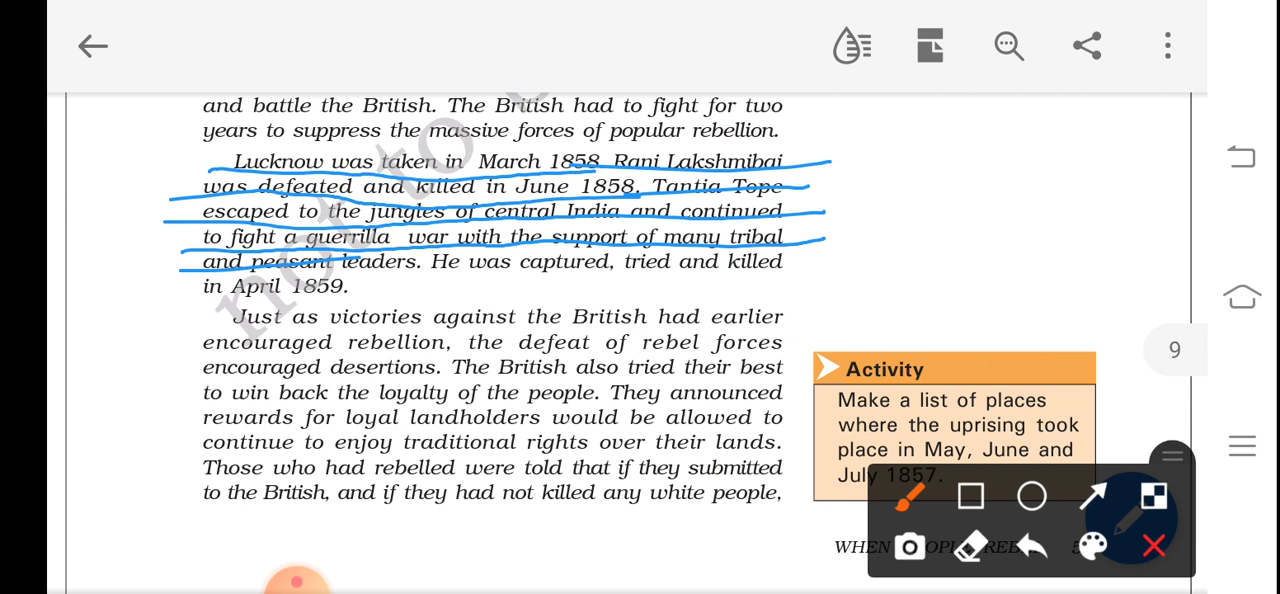 and battle the British. The British had to fight for two
years to suppress the massive forces of popular rebellion.
Lucknow was taken in March 1858. Rani Lakshmibai
was defeated and killed in June 1858. Tantia Tope
escaped to the jungles of central India and continued
to fight a guerrilla war with the support of many tribal
and peasant leaders. He was captured, tried and killed
in April 1859.
Just as victories against the British had earlier
encouraged rebellion, the defeat of rebel forces
encouraged desertions. The British also tried their best
to win back the loyalty of the people. They announced
rewards for loyal landholders would be allowed to
continue to enjoy traditional rights over their lands.
Those who had rebelled were told that if they submitted
to the British, and if they had not killed any white people,
not to
9
Activity
Make a list of places
where the uprising took
place in May, June and
July 1857.
WHEN